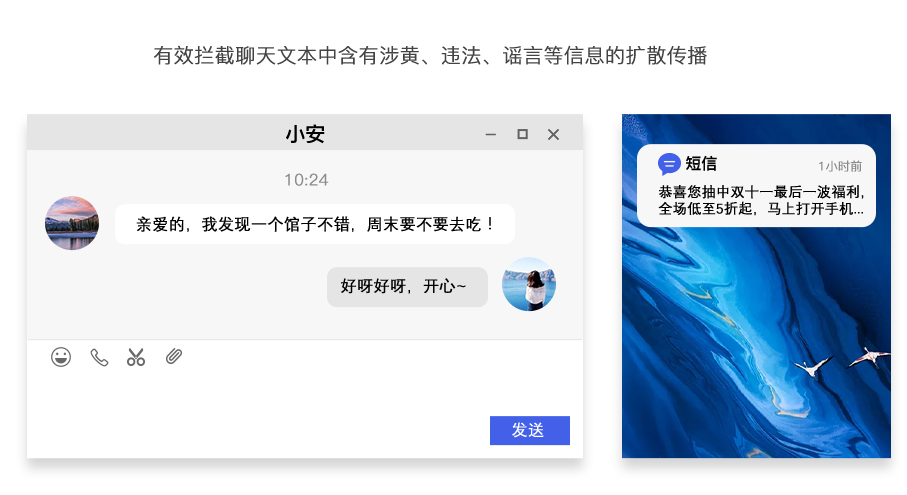 有效拦截聊天文本中含有涉黄、违法、谣言等信息的扩散传播
小安
10:24
亲爱的，我发现一个馆子不错，周末要不要去吃！
好呀好呀，开心~
发送
短信
1小时前
恭喜您抽中双十一最后一波福利，
全场低至5折起，马上打开手机...